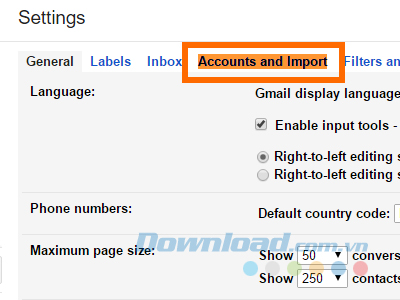 Settings
General Labels Inbox Accounts and Import Filters an
Language: Gmail display language
Enable input tools -
Right-to-left editing s
Right-to-left editing s
Phone numbers: Default country code:
Download.com.vn
Maximum page size: Show 50 convers
Show 250 contacts